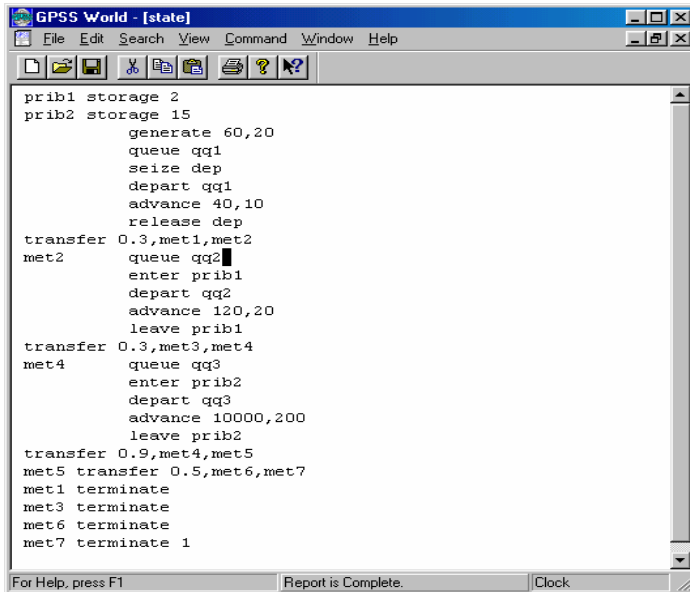 GPSS World - [state]
File Edit Search View Command Window Help
prib1 storage 2
prib2 storage 15
generate 60,20
queue qq1
seize dep
depart qq1
advance 40,10
release dep
transfer 0.3,met1,met2
met2 queue qq2
enter prib1
depart qq2
advance 120,20
leave prib1
transfer 0.3,met3,met4
met4 queue qq3
enter prib2
depart qq3
advance 10000,200
leave prib2
transfer 0.9,met4,met5
met5 transfer 0.5,met6,met7
met1 terminate
met3 terminate
met6 terminate
met7 terminate 1
For Help, press F1 Report is Complete. Clock